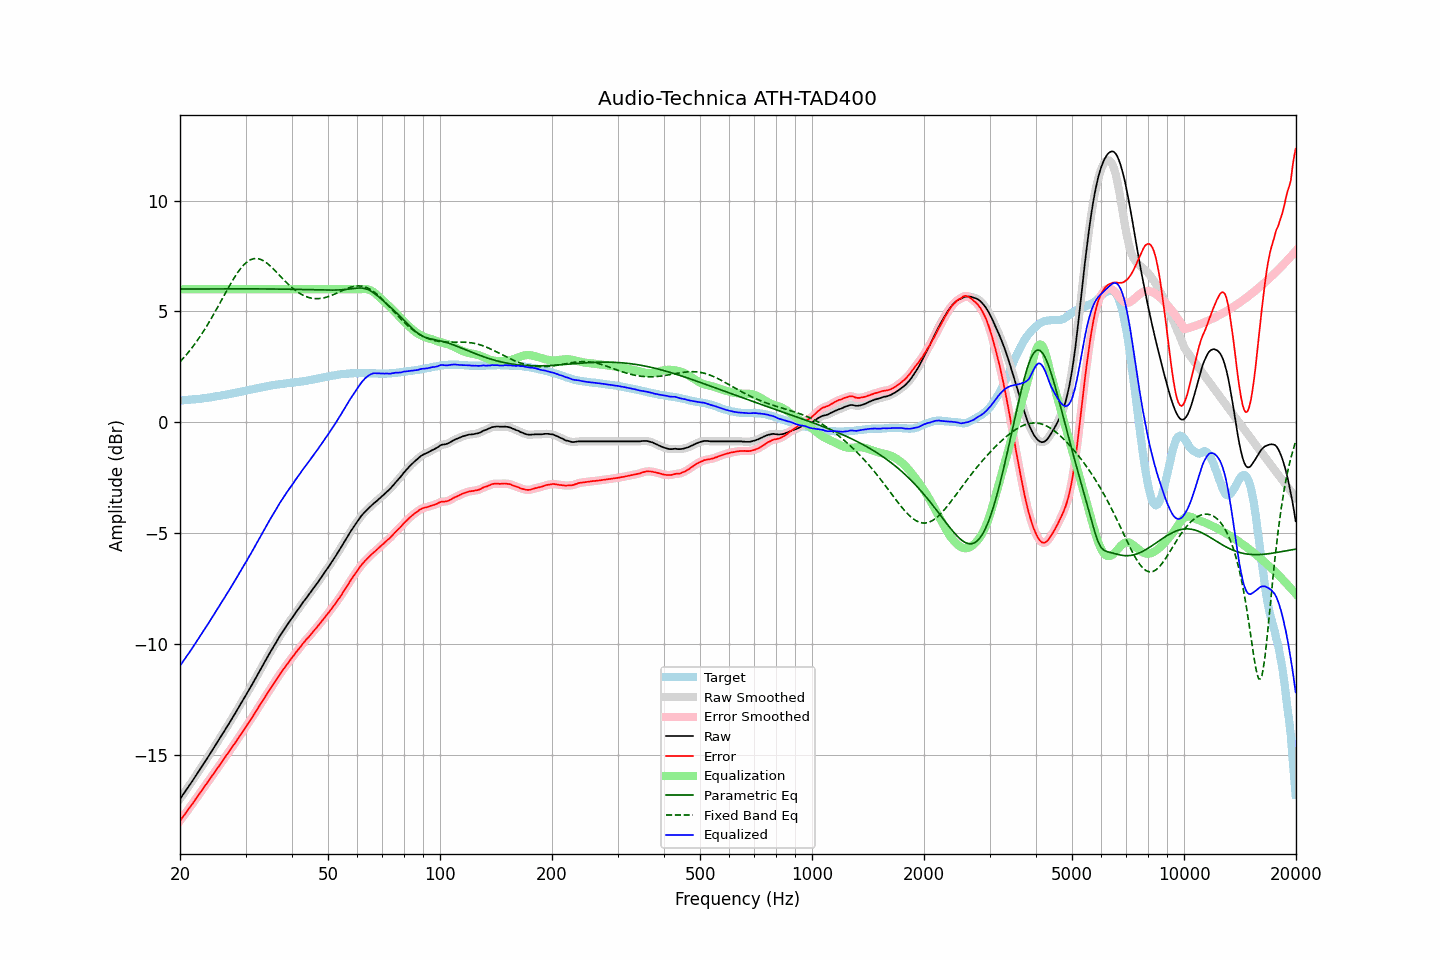 Audio-Technica ATH-TAD400
Amplitude (dBr)
10
5
0
−5
−10
−15
20
50
100
200
500
1000
2000
5000
10000
20000
Frequency (Hz)
Target
Raw Smoothed
Error Smoothed
Raw
Error
Equalization
Parametric Eq
Fixed Band Eq
Equalized